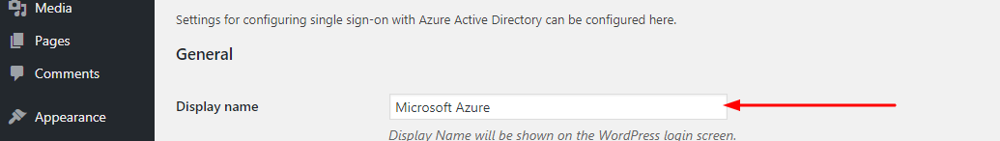 Media
Pages
Comments
Appearance
Settings for configuring single sign-on with Azure Active Directory can be configured here.
General
Display name
Microsoft Azure
Display Name will be shown on the WordPress login screen.